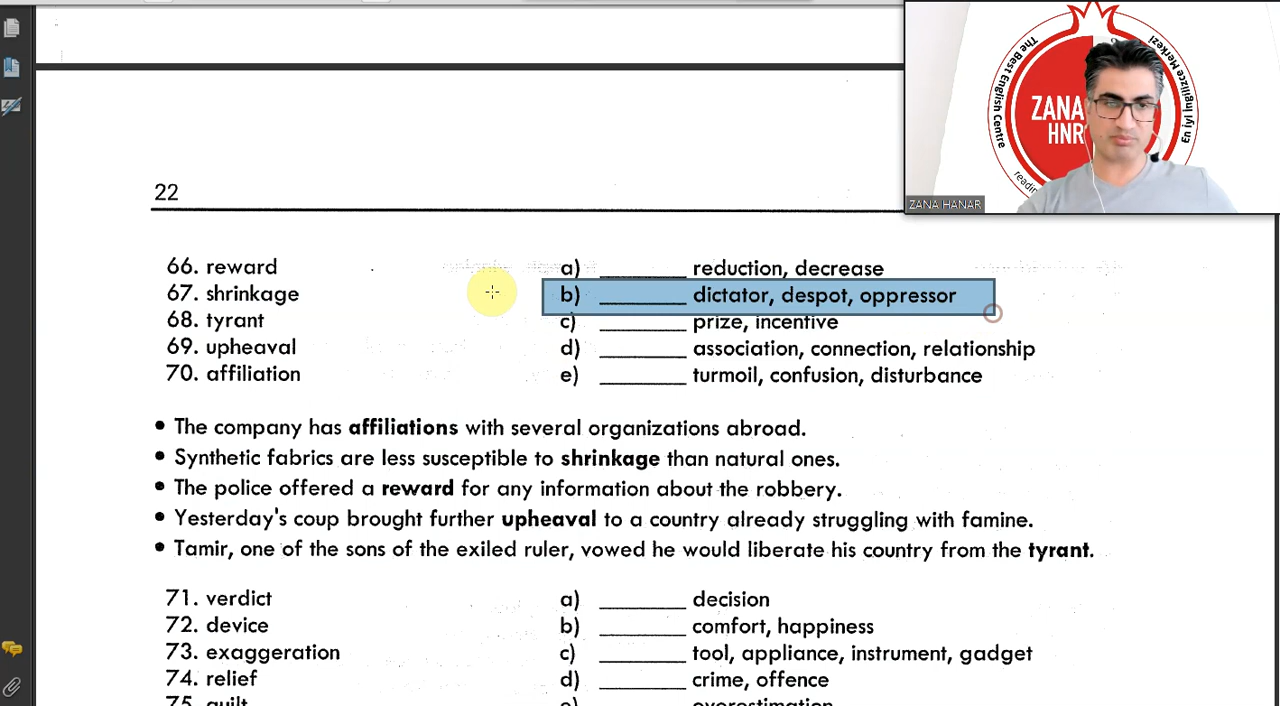 The Best English Centre
En iyi İngilizce Merkezi
ZANA
HNR
readin
ZANA HANAR
22
66. reward a) ________ reduction, decrease
67. shrinkage b) ________ dictator, despot, oppressor
68. tyrant c) ________ prize, incentive
69. upheaval d) ________ association, connection, relationship
70. affiliation e) ________ turmoil, confusion, disturbance
• The company has affiliations with several organizations abroad.
• Synthetic fabrics are less susceptible to shrinkage than natural ones.
• The police offered a reward for any information about the robbery.
• Yesterday's coup brought further upheaval to a country already struggling with famine.
• Tamir, one of the sons of the exiled ruler, vowed he would liberate his country from the tyrant.
71. verdict a) ________ decision
72. device b) ________ comfort, happiness
73. exaggeration c) ________ tool, appliance, instrument, gadget
74. relief d) ________ crime, offence
75. guilt e) ________ overestimation